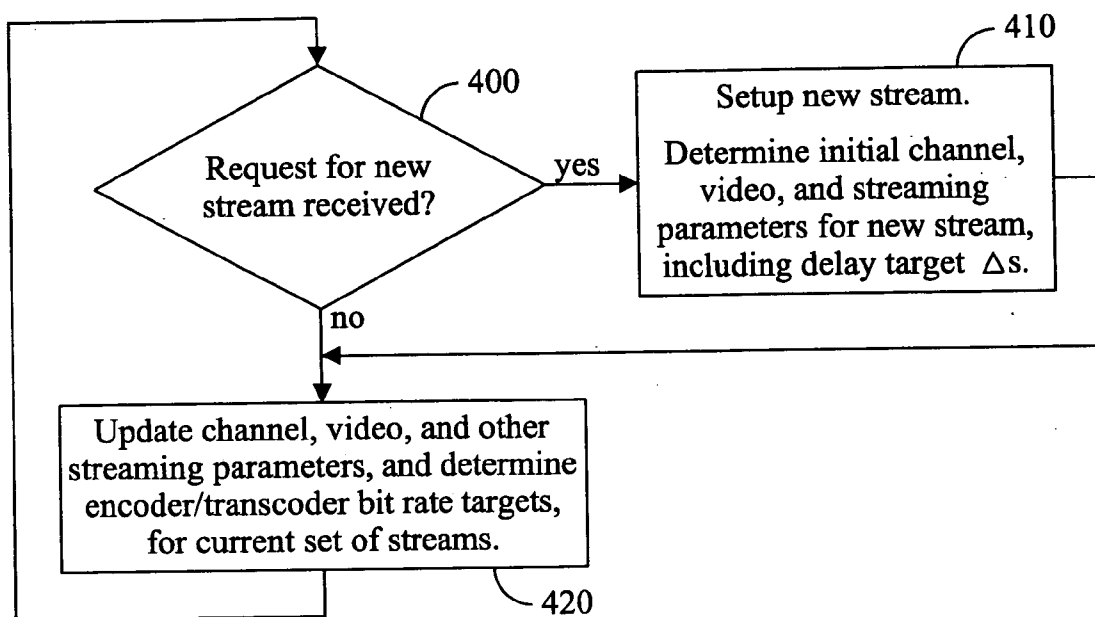 400
Request for new
stream received?
yes
no
410
Setup new stream.
Determine initial channel,
video, and streaming
parameters for new stream,
including delay target △s.
Update channel, video, and other
streaming parameters, and determine
encoder/transcoder bit rate targets,
for current set of streams.
420